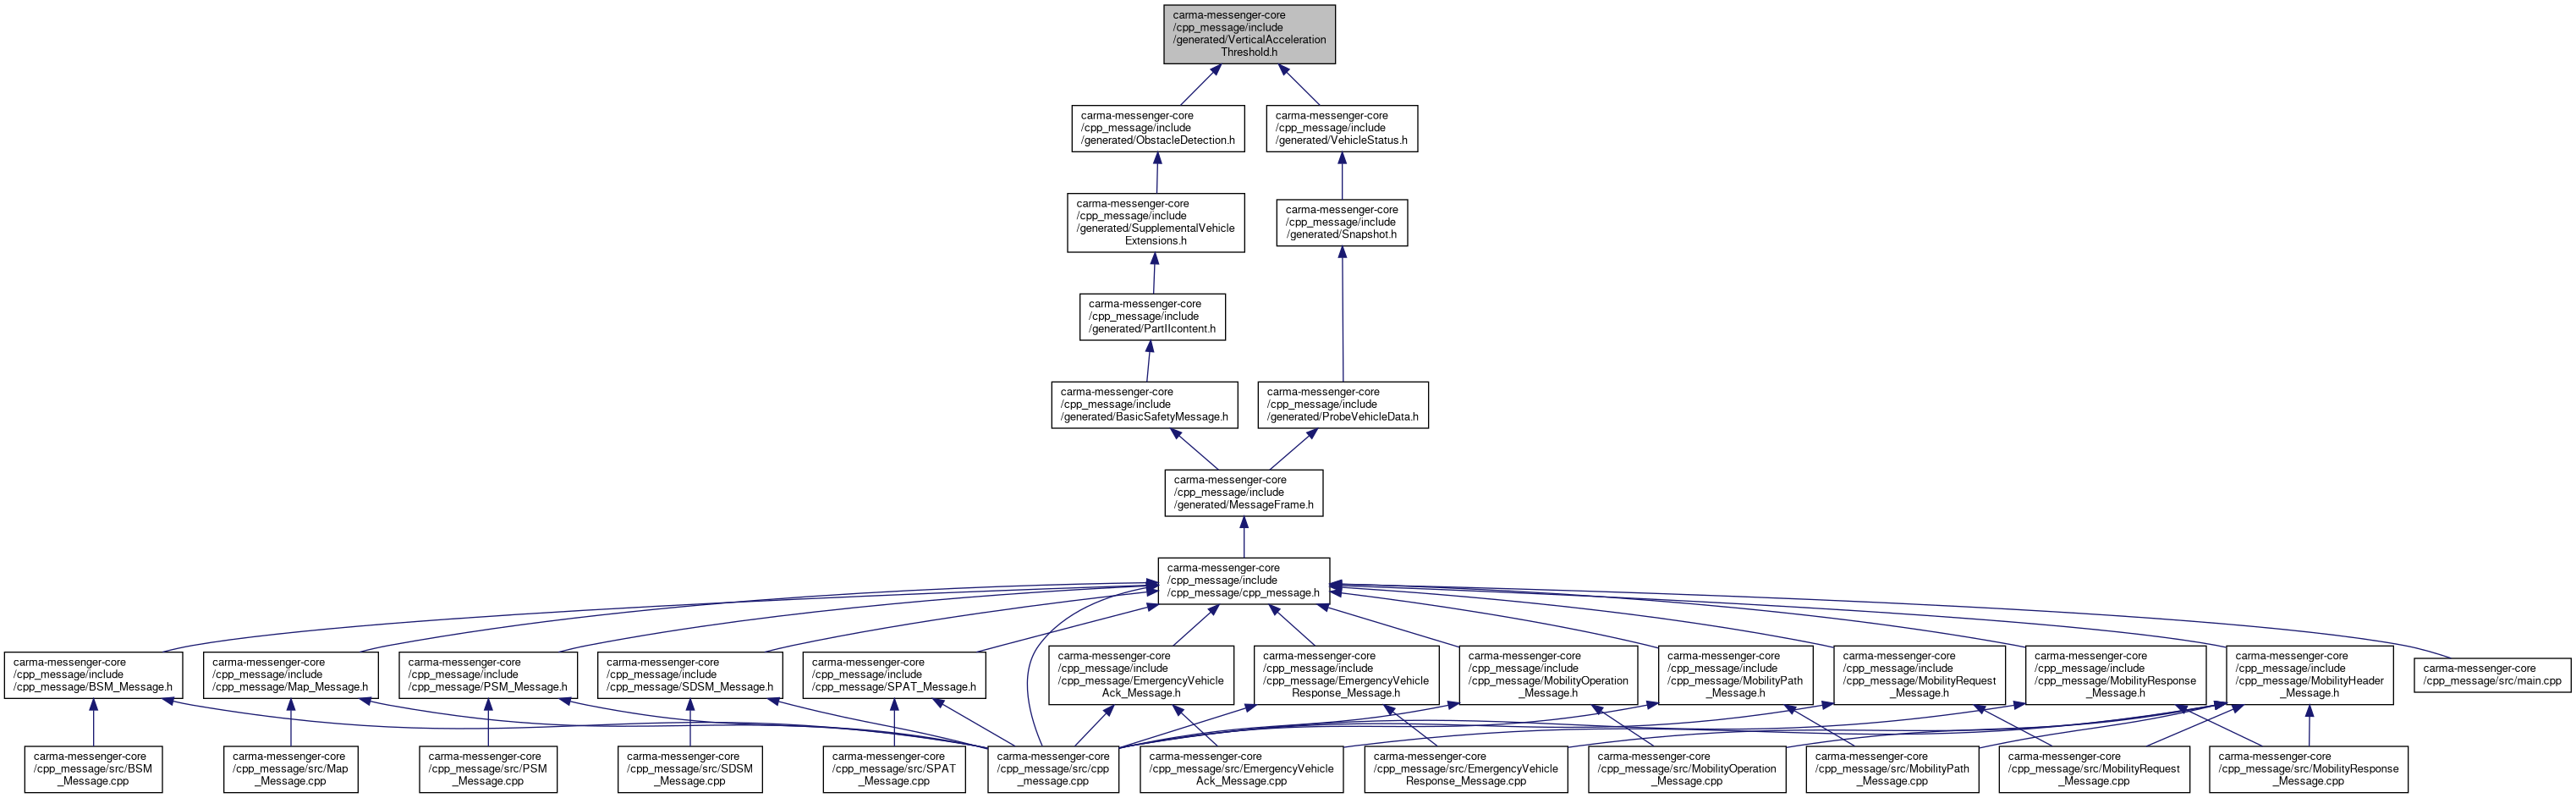 carma-messenger-core
/cpp_message/include
/generated/VerticalAcceleration
Threshold.h
carma-messenger-core
/cpp_message/include
/generated/ObstacleDetection.h
carma-messenger-core
/cpp_message/include
/generated/VehicleStatus.h
carma-messenger-core
/cpp_message/include
/generated/SupplementalVehicle
Extensions.h
carma-messenger-core
/cpp_message/include
/generated/Snapshot.h
carma-messenger-core
/cpp_message/include
/generated/PartIIcontent.h
carma-messenger-core
/cpp_message/include
/generated/BasicSafetyMessage.h
carma-messenger-core
/cpp_message/include
/generated/ProbeVehicleData.h
carma-messenger-core
/cpp_message/include
/generated/MessageFrame.h
carma-messenger-core
/cpp_message/include
/cpp_message/cpp_message.h
carma-messenger-core
/cpp_message/include
/cpp_message/BSM_Message.h
carma-messenger-core
/cpp_message/include
/cpp_message/Map_Message.h
carma-messenger-core
/cpp_message/include
/cpp_message/PSM_Message.h
carma-messenger-core
/cpp_message/include
/cpp_message/SDSM_Message.h
carma-messenger-core
/cpp_message/include
/cpp_message/SPAT_Message.h
carma-messenger-core
/cpp_message/include
/cpp_message/EmergencyVehicle
Ack_Message.h
carma-messenger-core
/cpp_message/include
/cpp_message/EmergencyVehicle
Response_Message.h
carma-messenger-core
/cpp_message/include
/cpp_message/MobilityOperation
_Message.h
carma-messenger-core
/cpp_message/include
/cpp_message/MobilityPath
_Message.h
carma-messenger-core
/cpp_message/include
/cpp_message/MobilityRequest
_Message.h
carma-messenger-core
/cpp_message/include
/cpp_message/MobilityResponse
_Message.h
carma-messenger-core
/cpp_message/include
/cpp_message/MobilityHeader
_Message.h
carma-messenger-core
/cpp_message/src/main.cpp
carma-messenger-core
/cpp_message/src/BSM
_Message.cpp
carma-messenger-core
/cpp_message/src/Map
_Message.cpp
carma-messenger-core
/cpp_message/src/PSM
_Message.cpp
carma-messenger-core
/cpp_message/src/SDSM
_Message.cpp
carma-messenger-core
/cpp_message/src/SPAT
_Message.cpp
carma-messenger-core
/cpp_message/src/cpp
_message.cpp
carma-messenger-core
/cpp_message/src/EmergencyVehicle
Ack_Message.cpp
carma-messenger-core
/cpp_message/src/EmergencyVehicle
Response_Message.cpp
carma-messenger-core
/cpp_message/src/MobilityOperation
_Message.cpp
carma-messenger-core
/cpp_message/src/MobilityPath
_Message.cpp
carma-messenger-core
/cpp_message/src/MobilityRequest
_Message.cpp
carma-messenger-core
/cpp_message/src/MobilityResponse
_Message.cpp